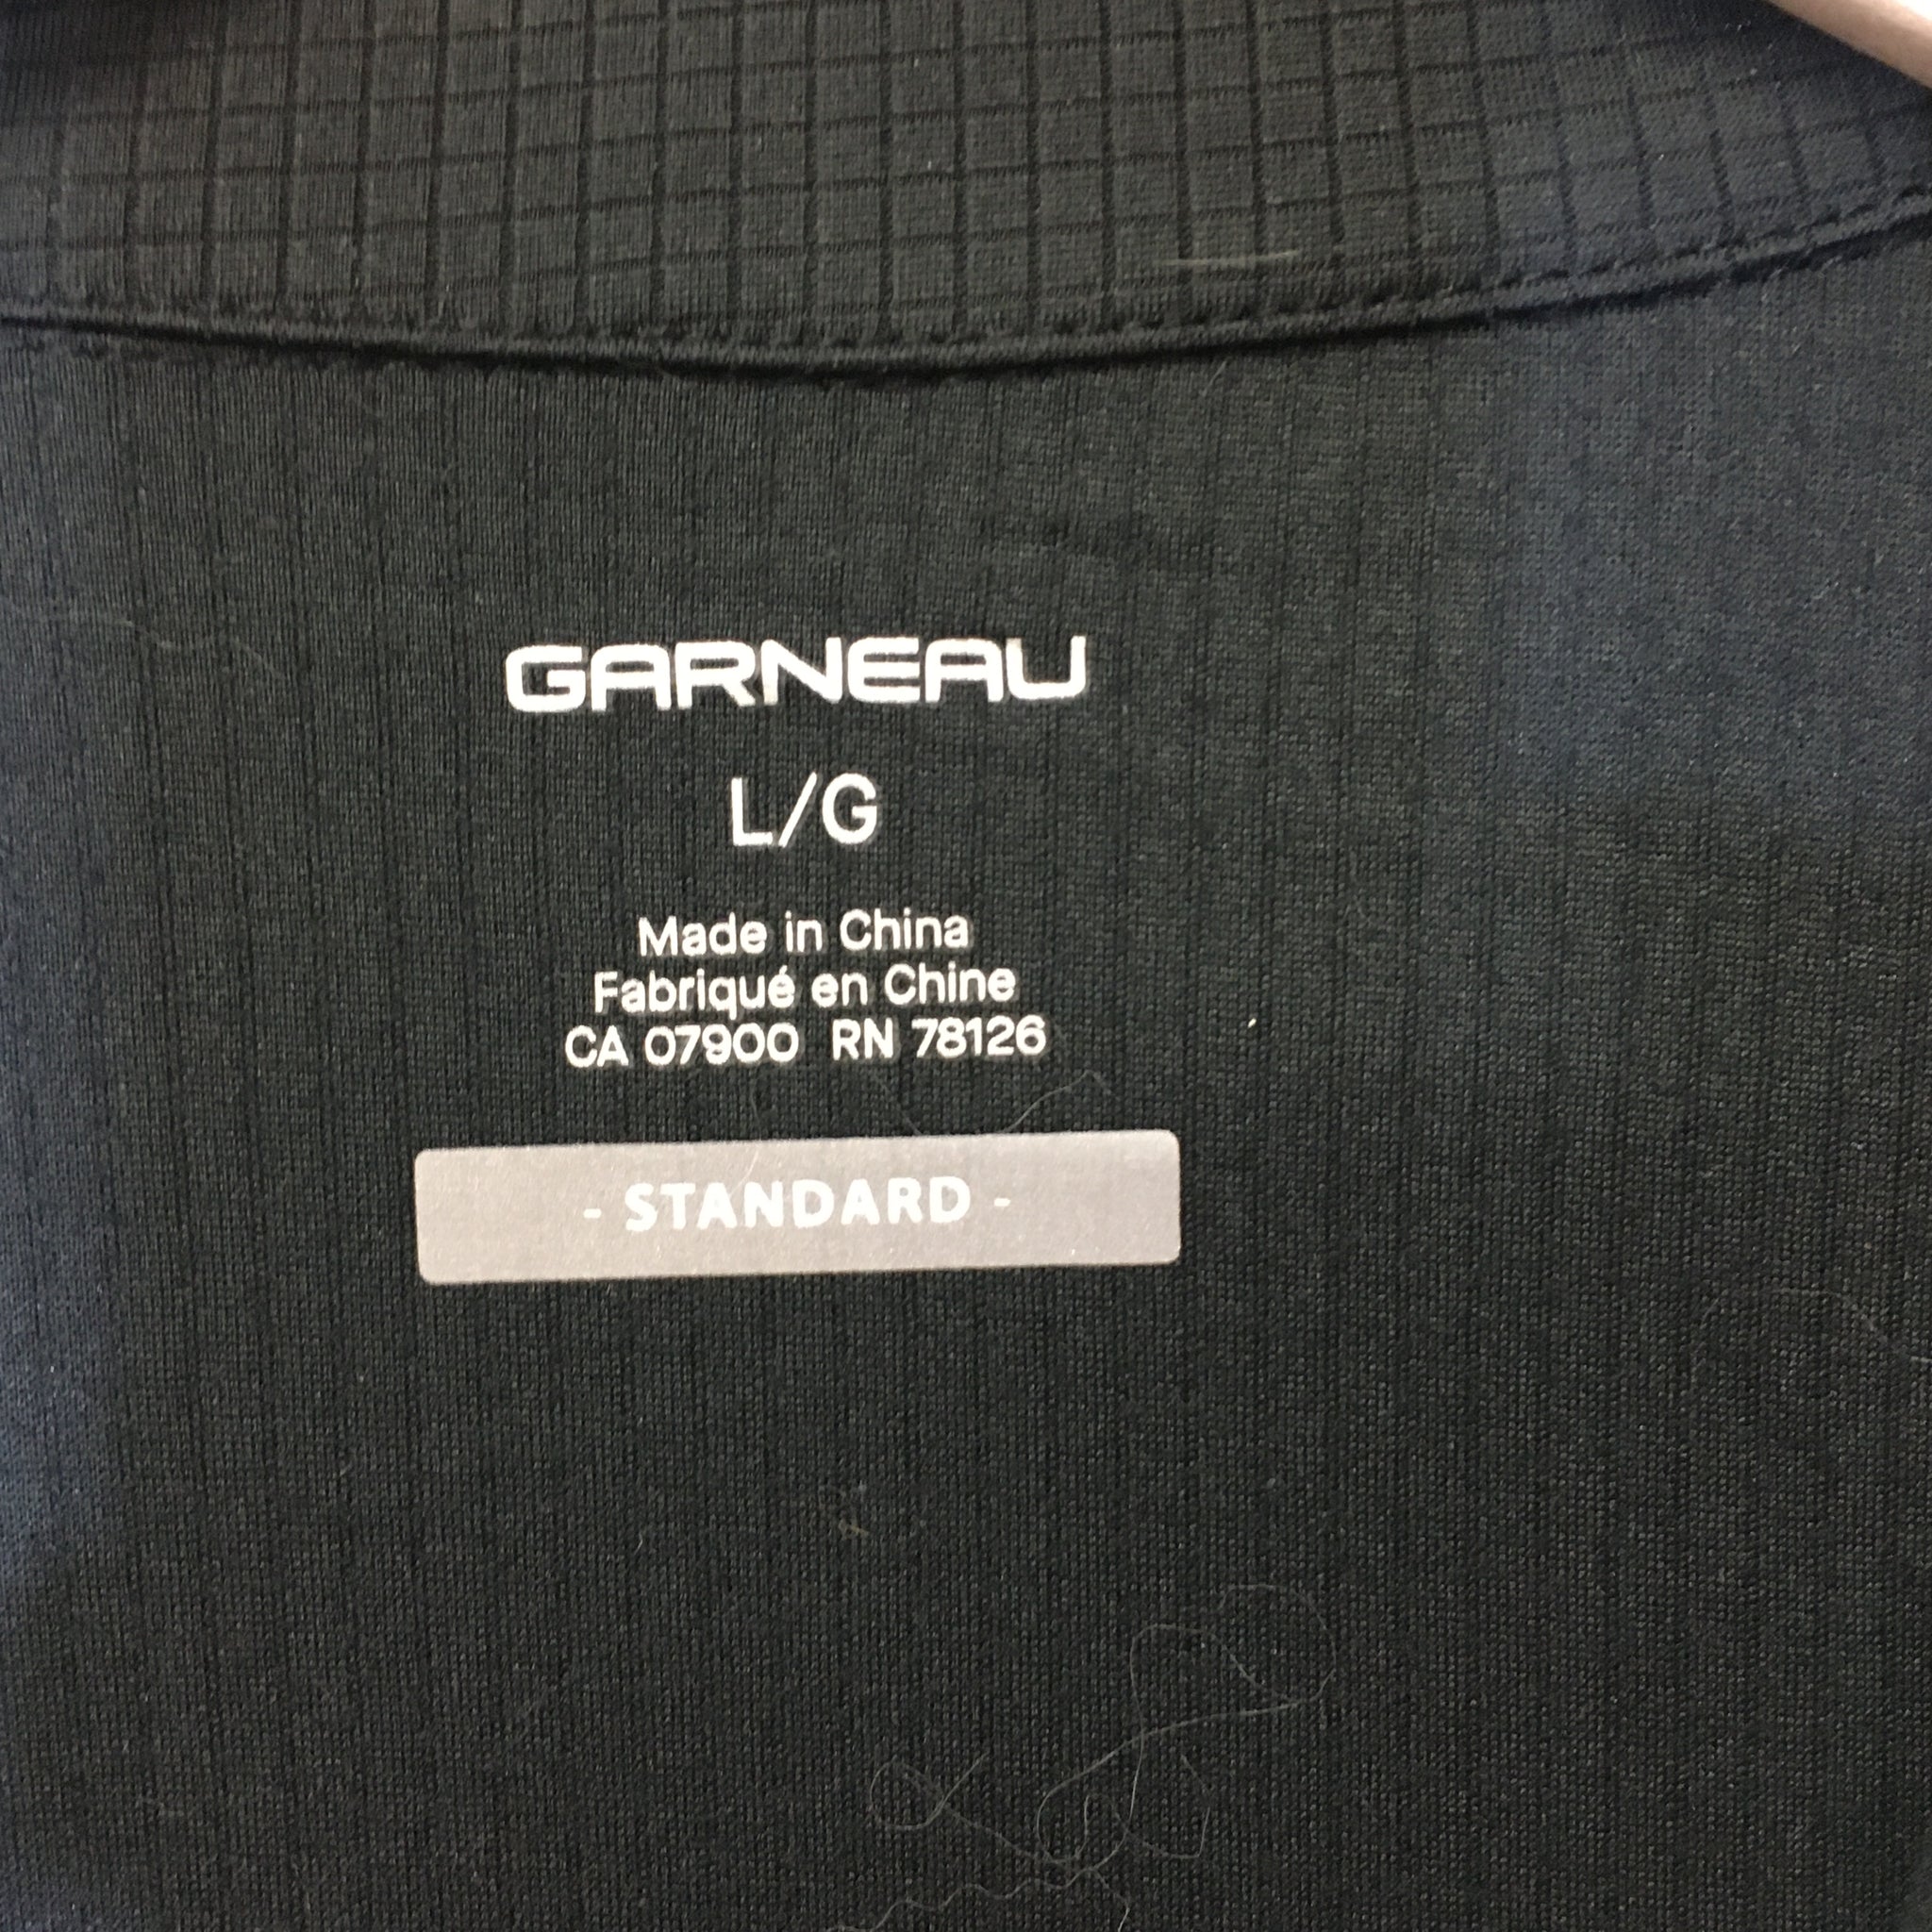 GARNEAU
L/G
Made in China
Fabriqué en Chine
CA 07900 RN 78126
- STANDARD -